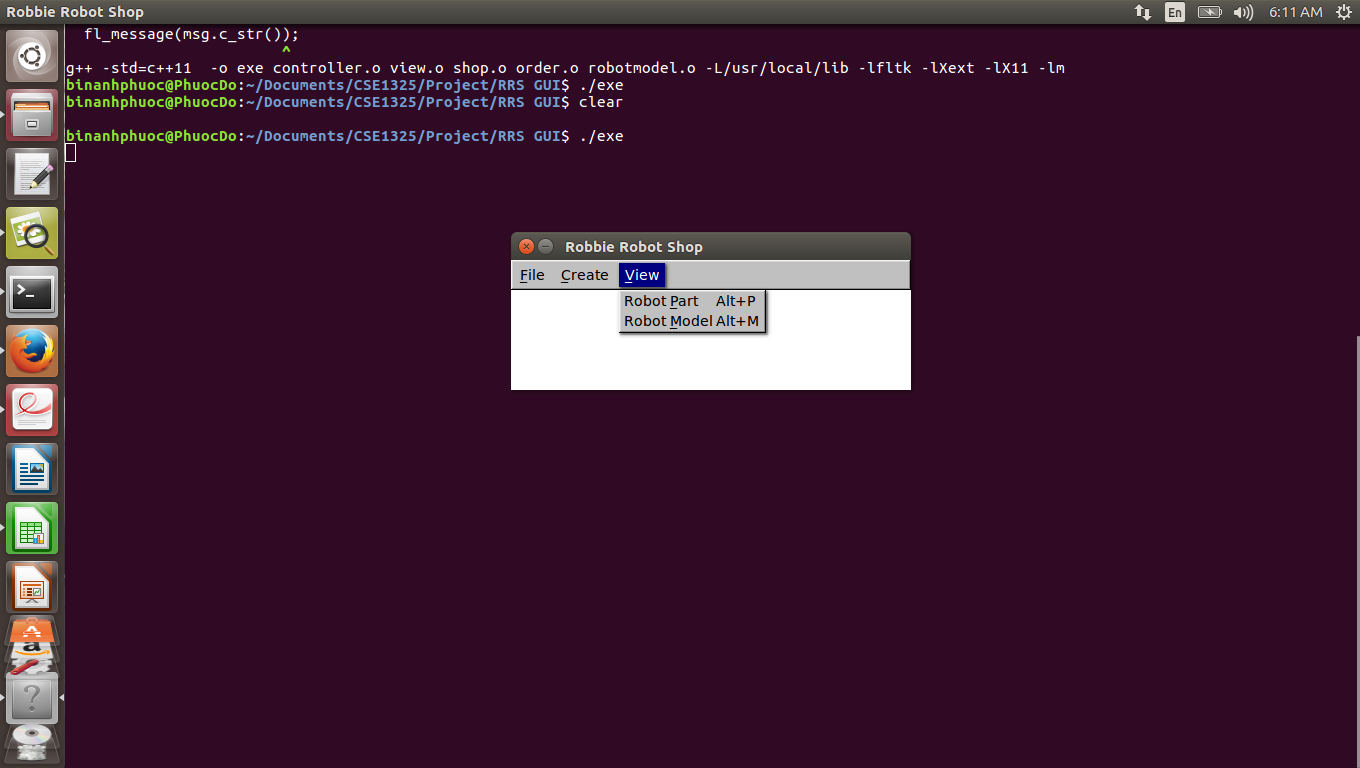 Robbie Robot Shop
En
6:11 AM
fl_message(msg.c_str());
^
g++ -std=c++11  -o exe controller.o view.o shop.o order.o robotmodel.o -L/usr/local/lib -lfltk -lXext -lX11 -lm
binanhphuoc@PhuocDo:~/Documents/CSE1325/Project/RRS GUI$ ./exe
binanhphuoc@PhuocDo:~/Documents/CSE1325/Project/RRS GUI$ clear
binanhphuoc@PhuocDo:~/Documents/CSE1325/Project/RRS GUI$ ./exe
Robbie Robot Shop
File Create View
Robot Part Alt+P
Robot Model Alt+M